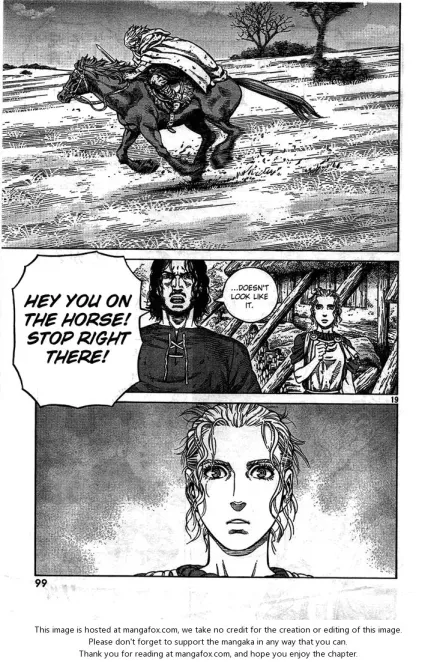 HEY YOU ON
THE HORSE!
STOP RIGHT
THERE!
...DOESN'T
LOOK LIKE
IT.
19
99
This image is hosted at mangafox.com, we take no credit for the creation or editing of this image.
Please don't forget to support the mangaka in any way that you can.
Thank you for reading at mangafox.com, and hope you enjoy the chapter.